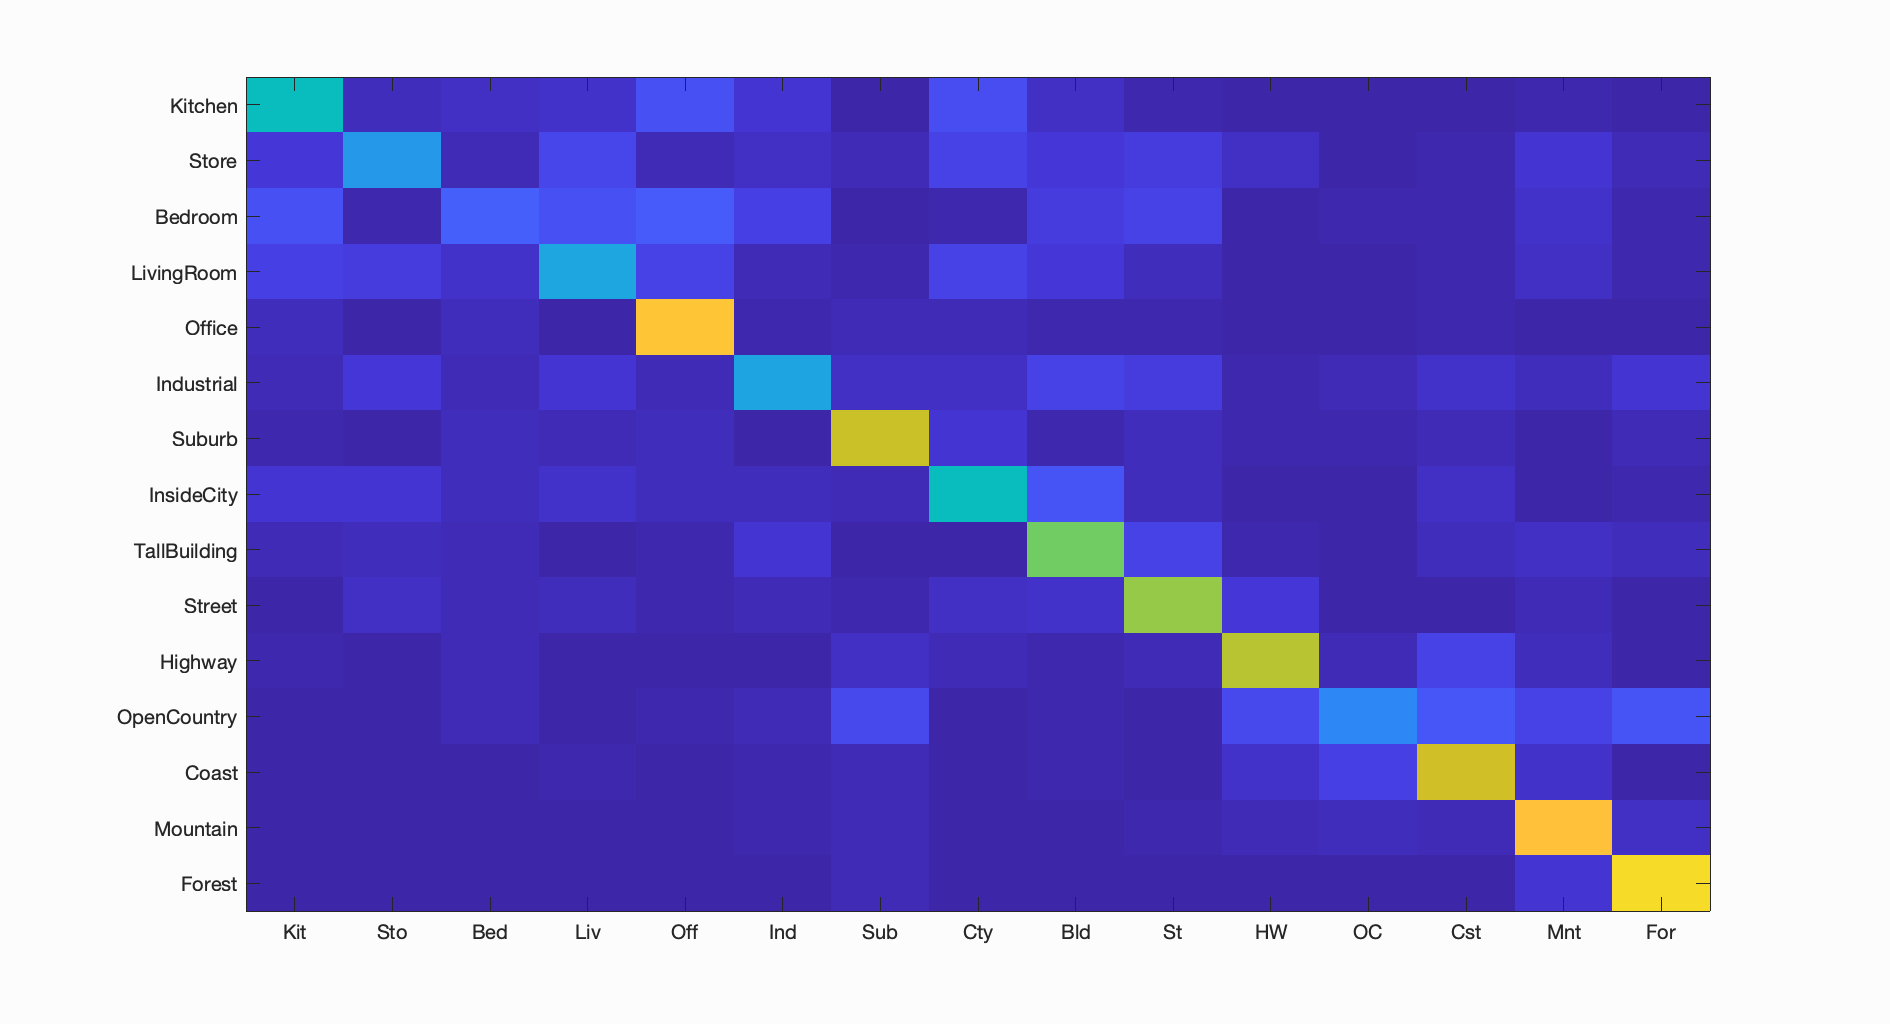 Kitchen
Store
Bedroom
LivingRoom
Office
Industrial
Suburb
InsideCity
TallBuilding
Street
Highway
OpenCountry
Coast
Mountain
Forest
Kit Sto Bed Liv Off Ind Sub Cty Bld St HW OC Cst Mnt For